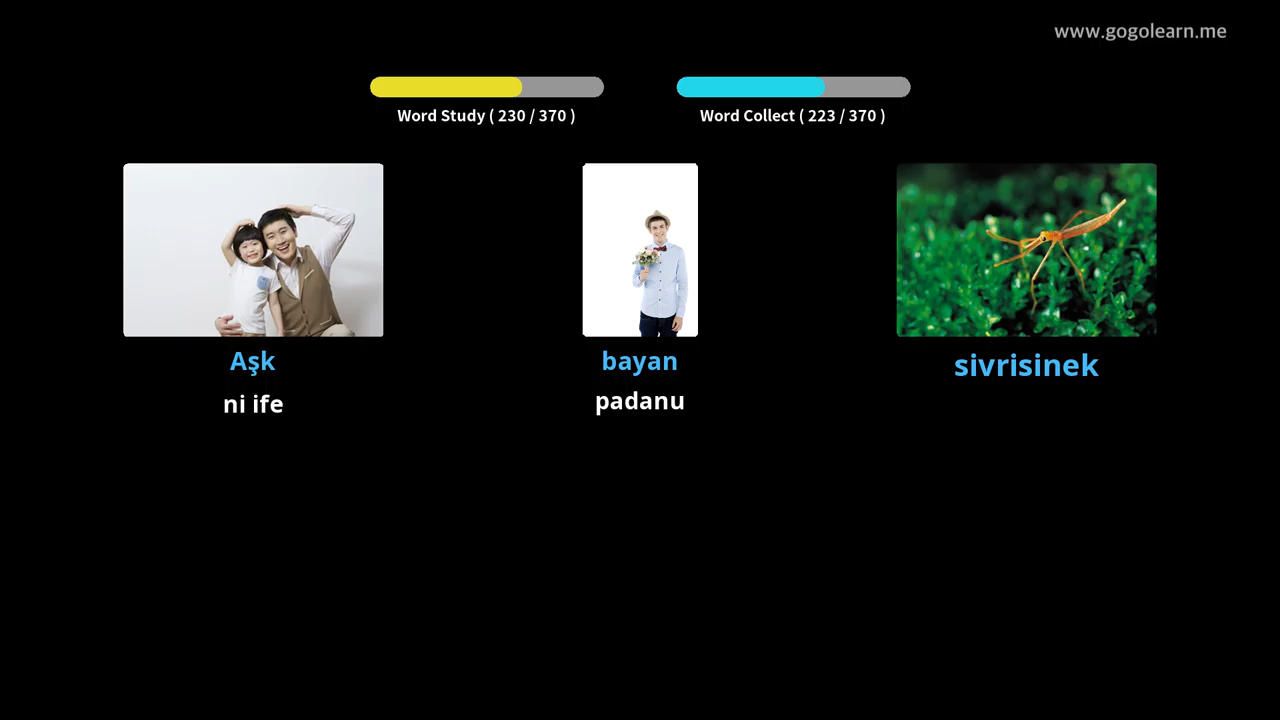 www.gogolearn.me
Word Study ( 230 / 370 )
Word Collect ( 223 / 370 )
Aşk
ni ife
bayan
padanu
sivrisinek